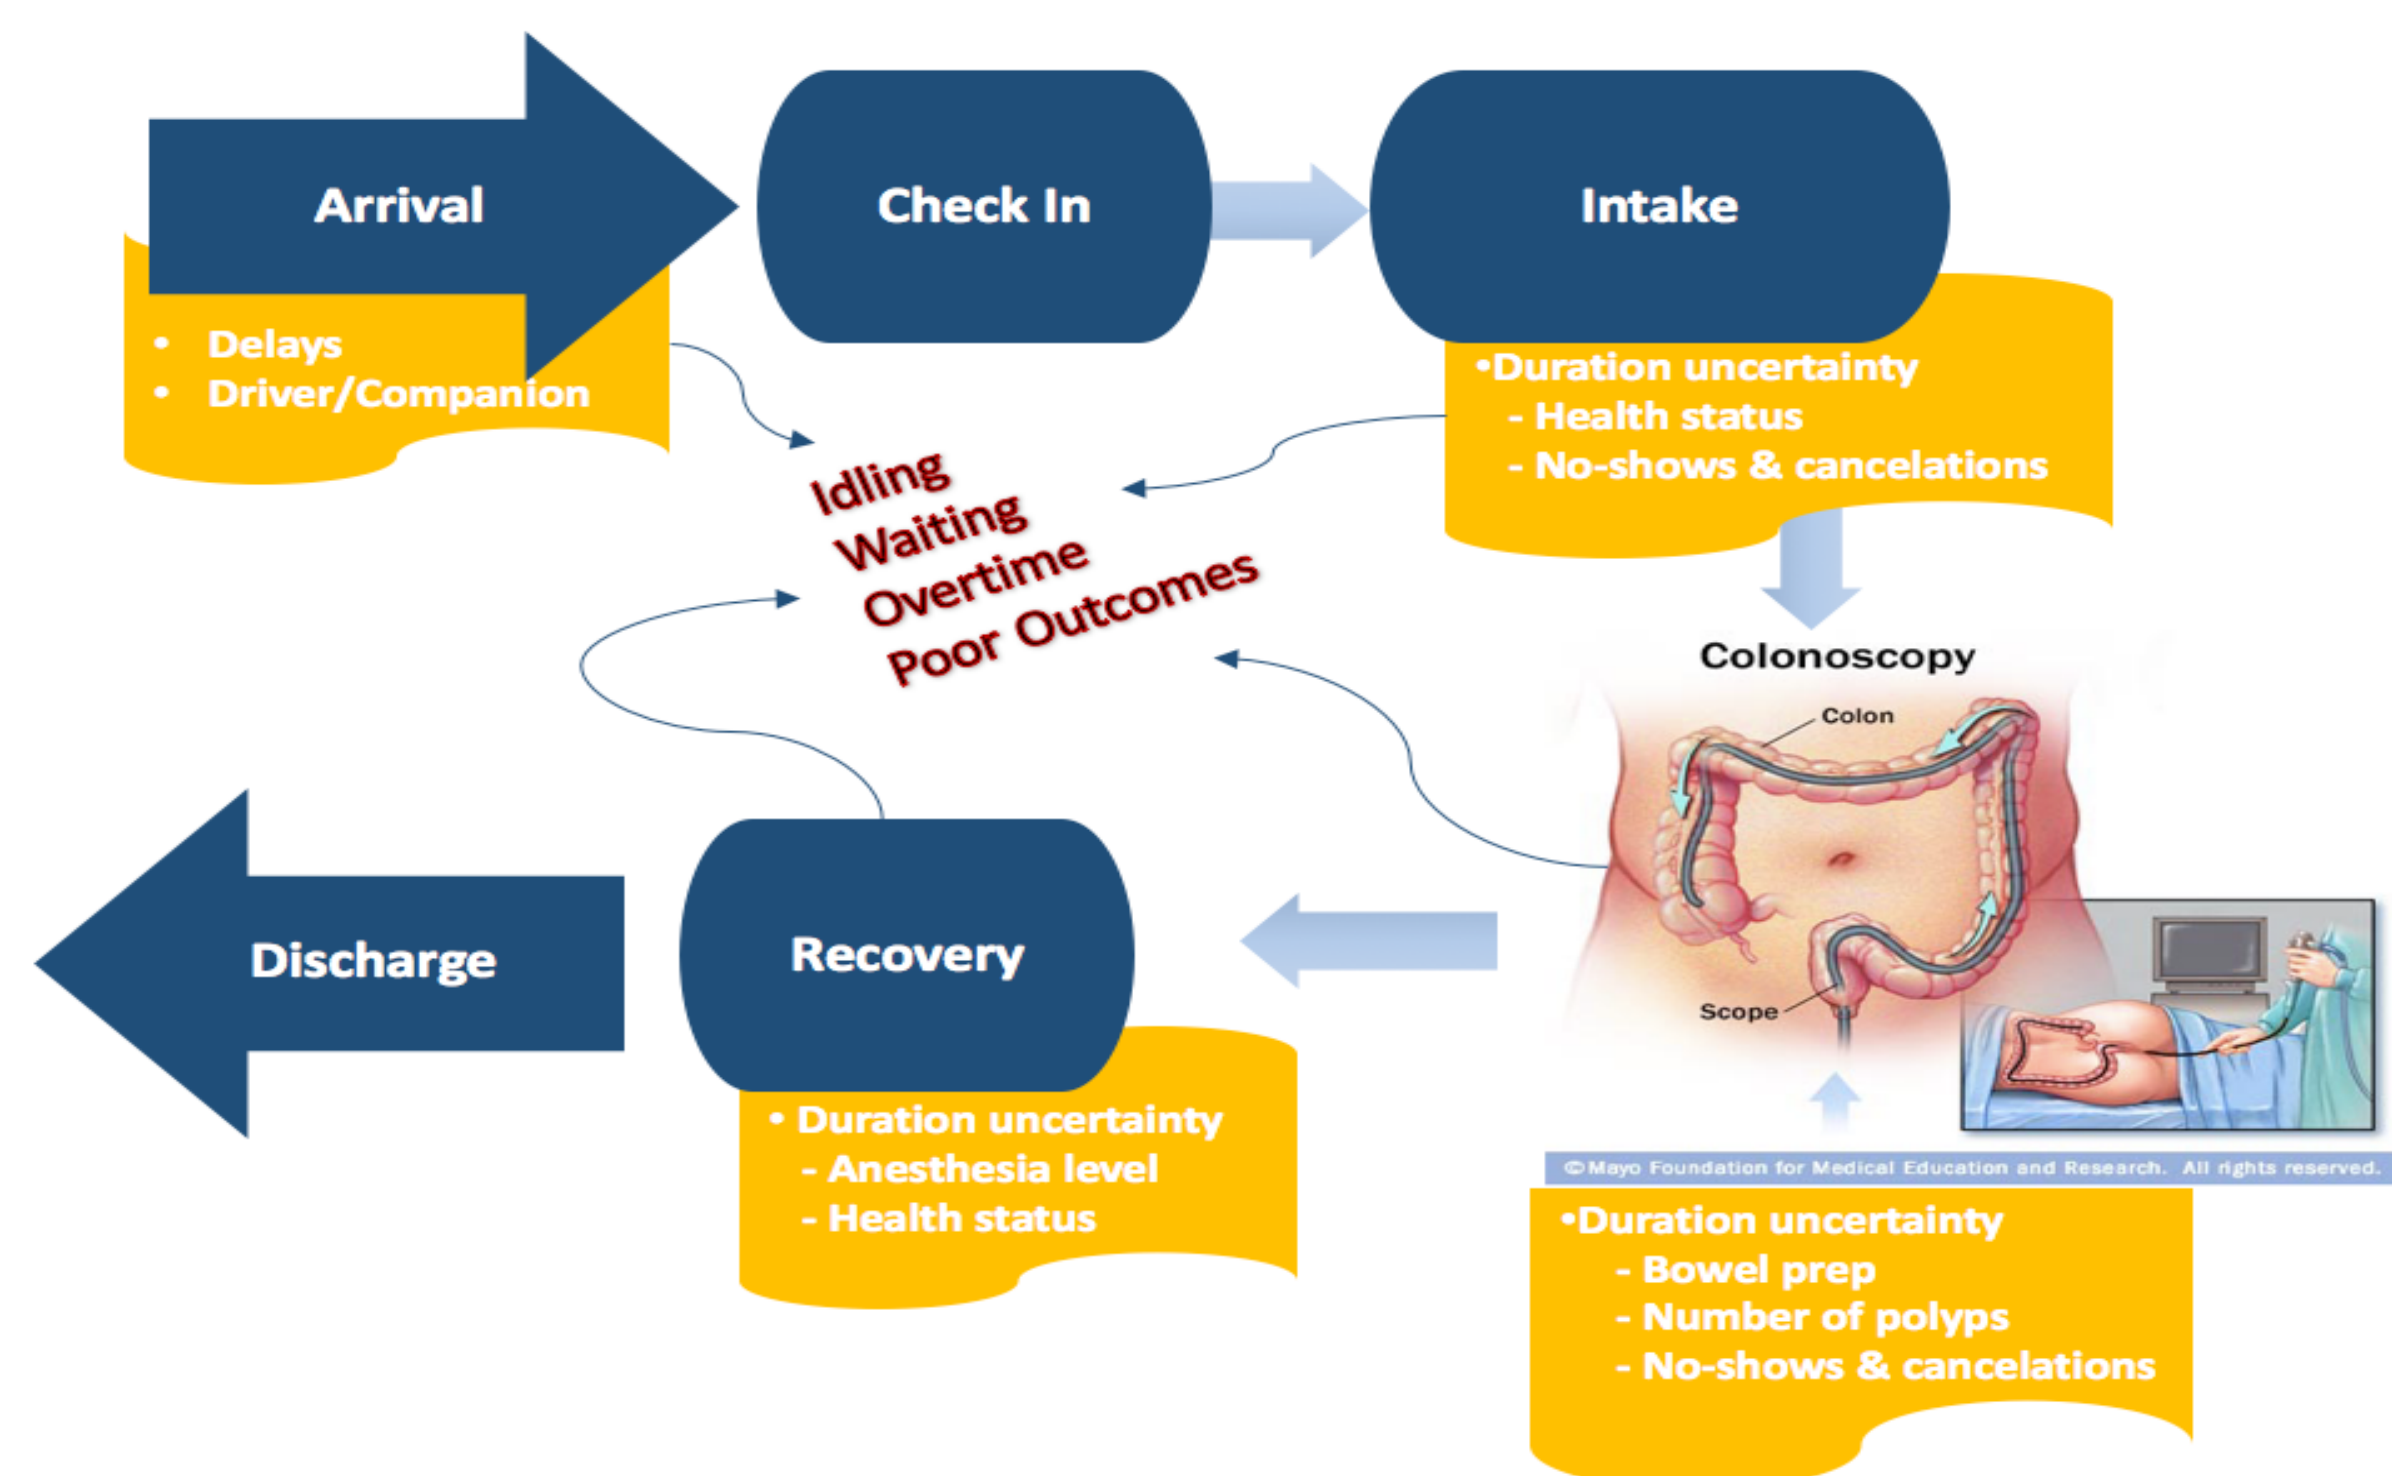 Arrival
• Delays
• Driver/Companion
Check In
Intake
•Duration uncertainty
- Health status
- No-shows & cancelations
Idling
Waiting
Overtime
Poor Outcomes
Colonoscopy
Colon
Scope
©Mayo Foundation for Medical Education and Research. All rights reserved.
•Duration uncertainty
- Bowel prep
- Number of polyps
- No-shows & cancelations
Recovery
• Duration uncertainty
- Anesthesia level
- Health status
Discharge